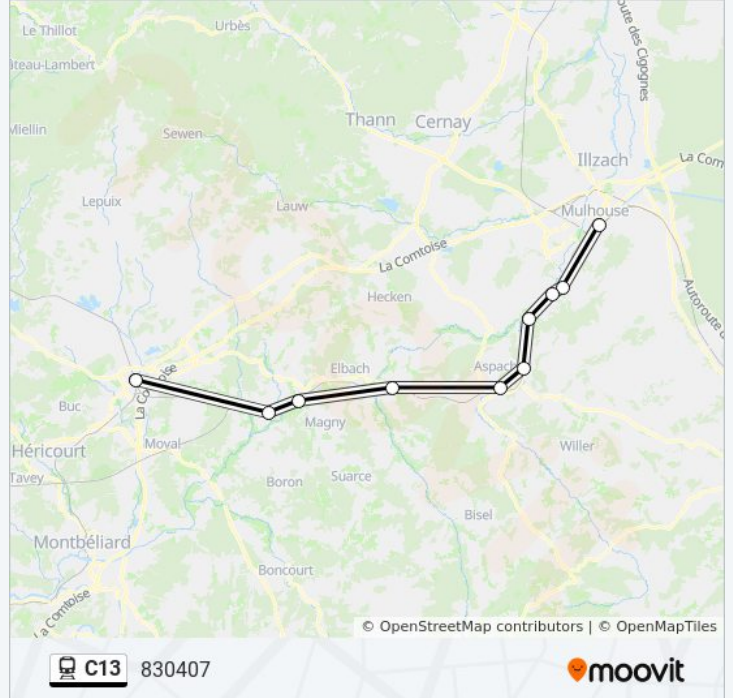 Le Thillot
Urbès
oute des Cigognes
âteau-Lambert
Thann
Cernay
Miellin
Sewen
Illzach
La Com
Lepuix
Lauw
Mulhouse
La Comtoise
Hecken
Autoroute d
Elbach
Aspach
La Comtoise
Buc
Magny
Moval
Héricourt
Willer
Tavey
Suarce
Boron
Bisel
Montbéliard
Boncourt
La Comtoise
© OpenStreetMap contributors | © OpenMapTiles
C13 830407 moovit